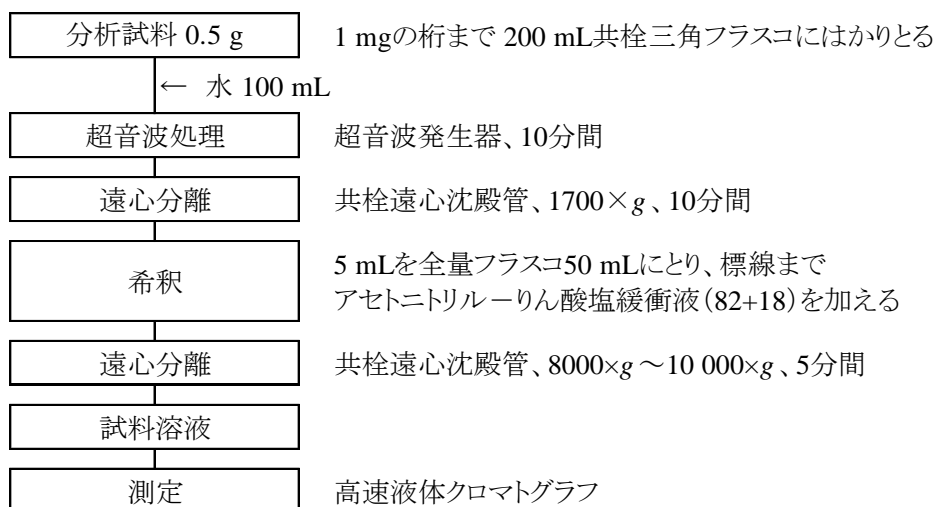 分析試料 0.5 g
1 mgの桁まで 200 mL共栓三角フラスコにはかりとる
← 水 100 mL
超音波処理
超音波発生器、10分間
遠心分離
共栓遠心沈殿管、1700×g 、10分間
希釈
5 mLを全量フラスコ50 mLにとり、標線まで
アセトニトリル－りん酸塩緩衝液（82+18）を加える
遠心分離
共栓遠心沈殿管、8000×g ～10 000×g 、5分間
試料溶液
測定
高速液体クロマトグラフ